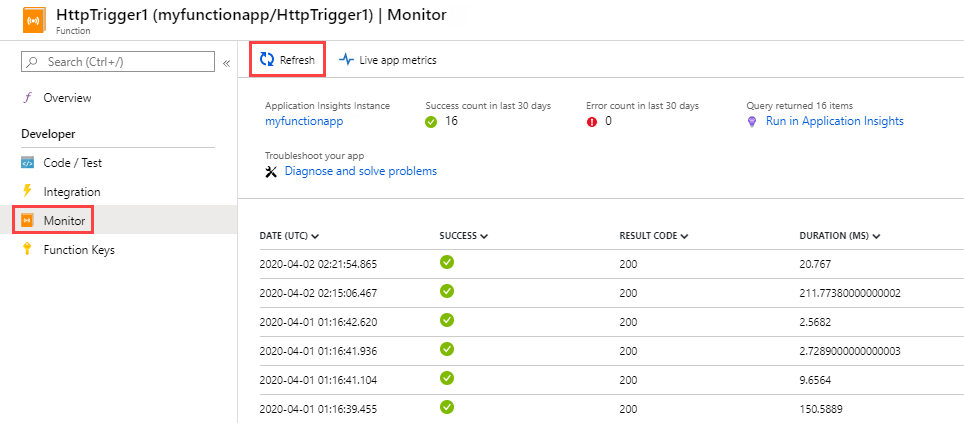 HttpTrigger1 (myfunctionapp/HttpTrigger1) | Monitor
Function
Search (Ctrl+/)
«
Overview
Developer
Code / Test
Integration
Monitor
Function Keys
Refresh
Live app metrics
Application Insights Instance
myfunctionapp
Success count in last 30 days
16
Error count in last 30 days
0
Query returned 16 items
Run in Application Insights
Troubleshoot your app
Diagnose and solve problems
DATE (UTC) SUCCESS RESULT CODE DURATION (MS)
2020-04-02 02:21:54.865 200 20.767
2020-04-02 02:15:06.467 200 211.77380000000002
2020-04-01 01:16:42.620 200 2.5682
2020-04-01 01:16:41.936 200 2.7289000000000003
2020-04-01 01:16:41.104 200 9.6564
2020-04-01 01:16:39.455 200 150.5889